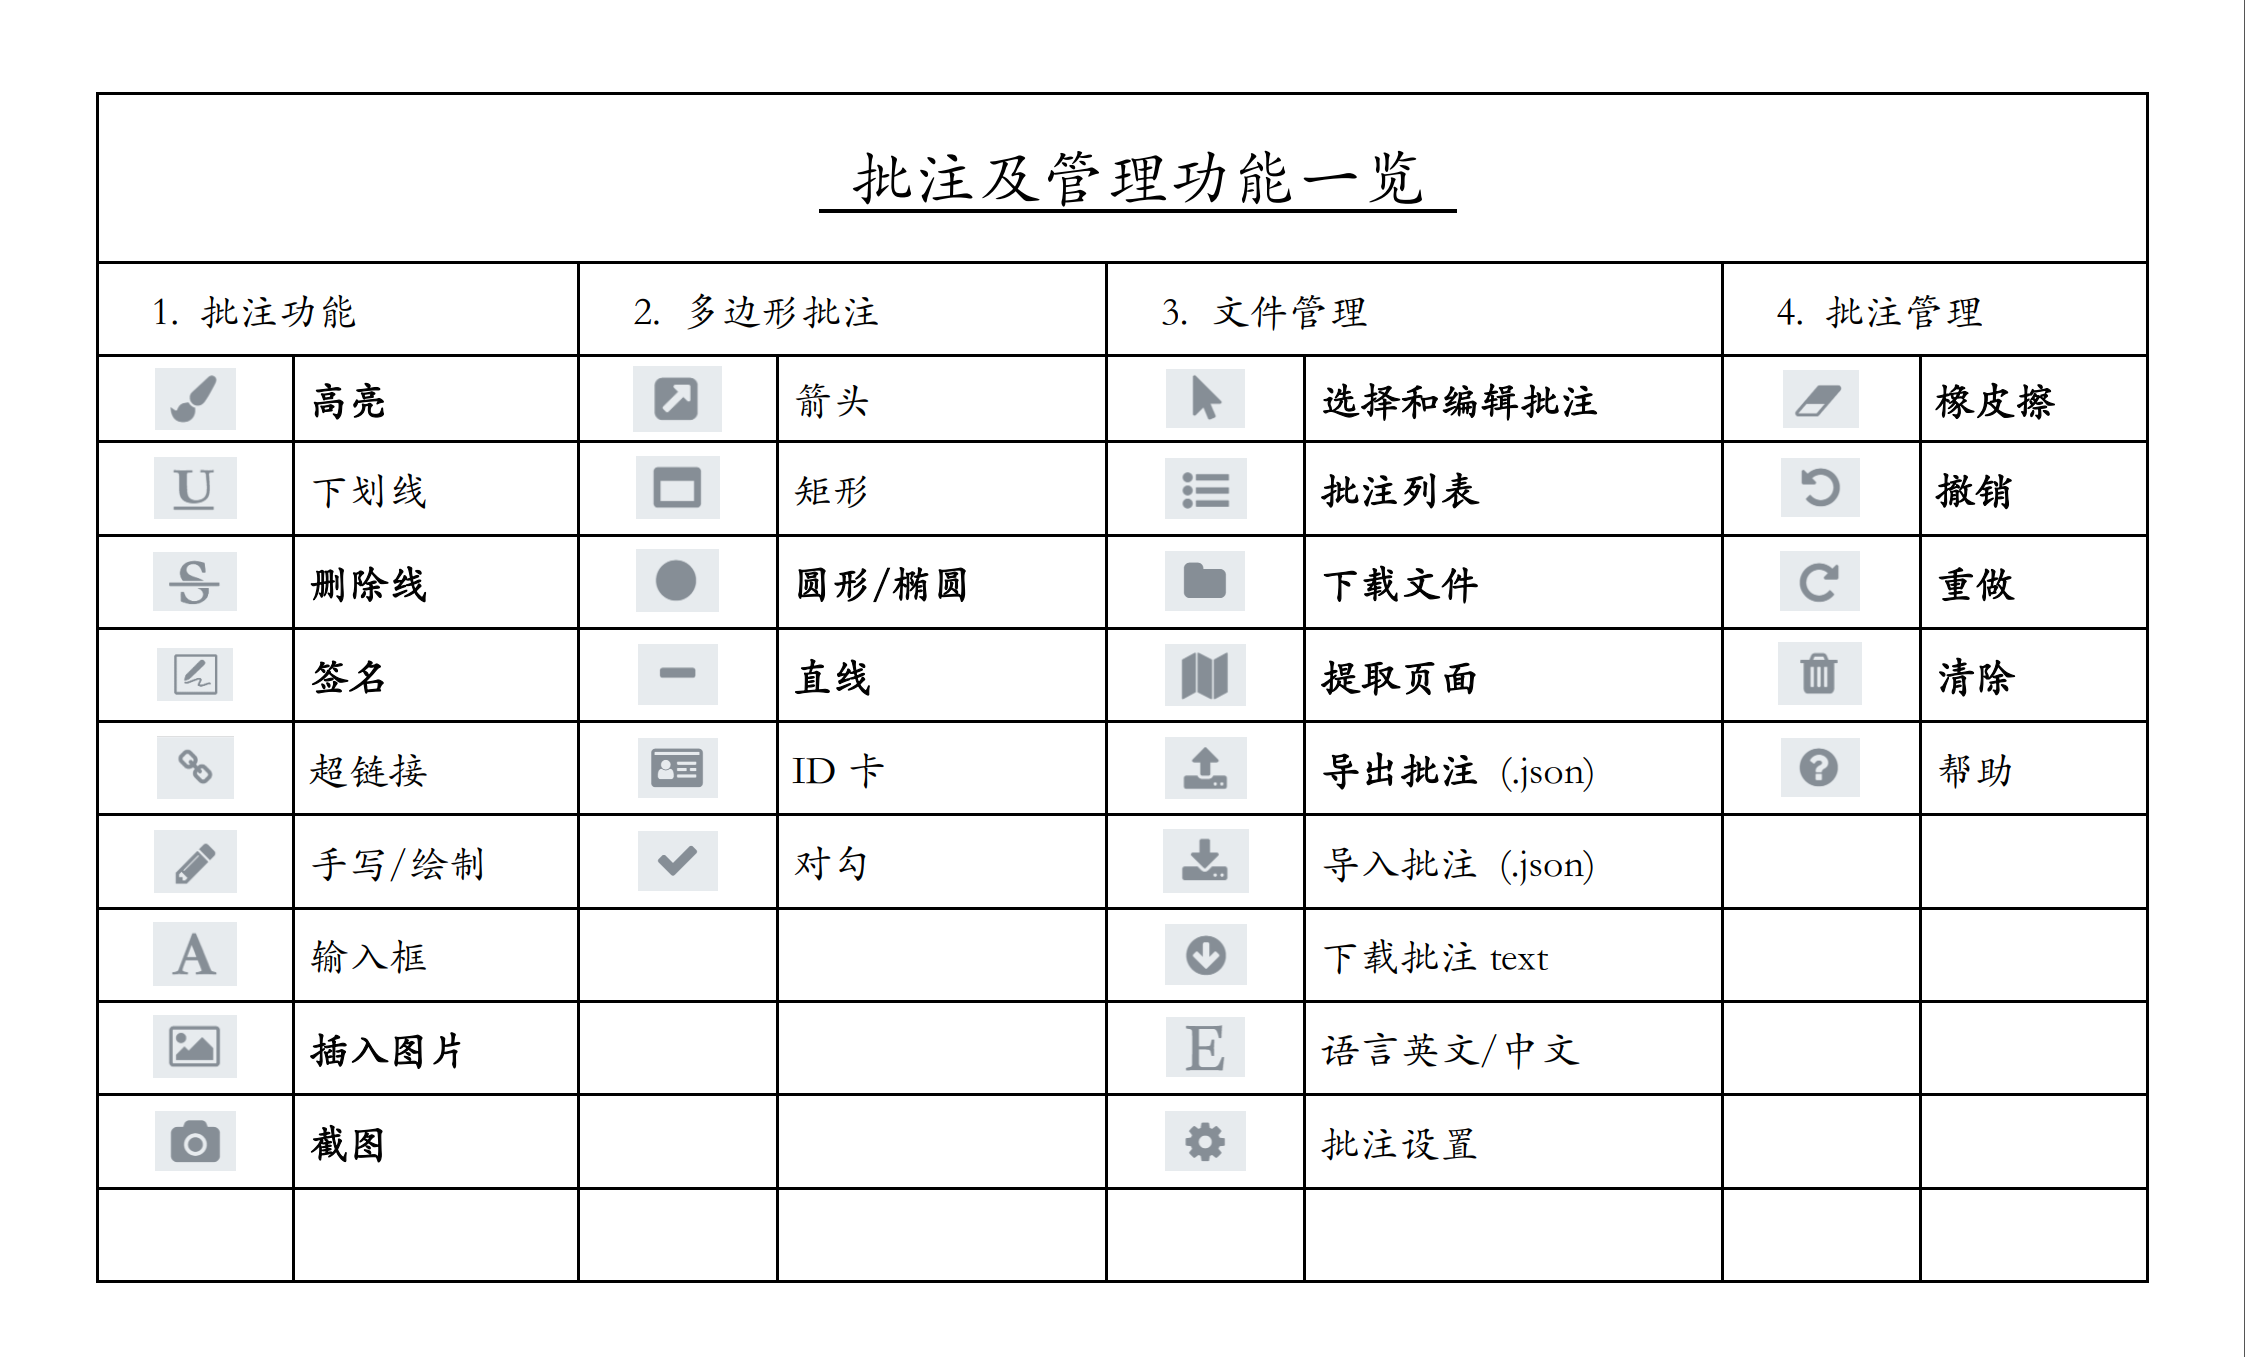 批注及管理功能一览
1. 批注功能 2. 多边形批注 3. 文件管理 4. 批注管理
高亮 箭头 选择和编辑批注 橡皮擦
U 下划线 矩形 批注列表 撤销
S 删除线 圆形/椭圆 下载文件 重做
签名 直线 提取页面 清除
超链接 ID 卡 导出批注 (.json) ? 帮助
手写/绘制 对勾 导入批注 (.json)
A 输入框 下载批注 text
插入图片 E 语言英文/中文
截图 批注设置